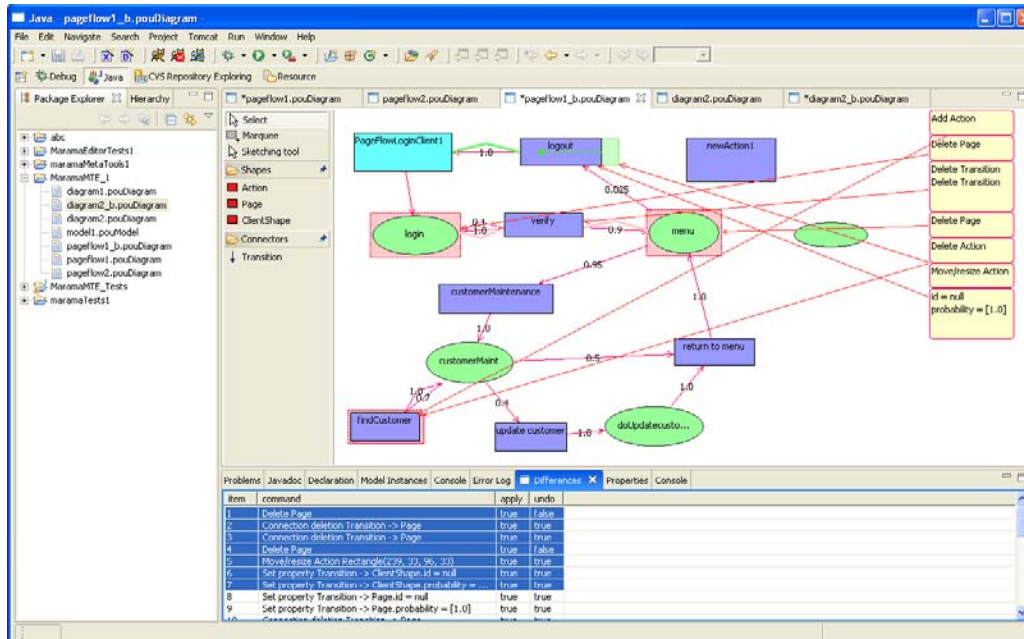 Java - pageflow1_b.pouDiagram -
File Edit Navigate Search Project Tomcat Run Window Help
Debug Java CVS Repository Exploring Resource
Package Explorer Hierarchy
*pageflow1.pouDiagram pageflow2.pouDiagram *pageflow1_b.pouDiagram diagram2.pouDiagram *diagram2_b.pouDiagram
abc
MaramaEditorTests1
maramaMetaTools1
MaramaMTE_1
diagram1.pouDiagram
diagram2_b.pouDiagram
diagram2.pouDiagram
model1.pouModel
pageflow1_b.pouDiagram
pageflow1.pouDiagram
pageflow2.pouDiagram
MaramaMTE_Tests
maramaTests1
Select
Marquee
Sketching tool
Shapes
Action
Page
ClientShape
Connectors
Transition
PageFlowLoginClient1
1.0
logout
newAction1
0.025
login
0.1
1.0
verify
0.9
menu
0.95
customerMaintenance
1.0
1.0
customerMaint
0.5
return to menu
1.0
0.7
0.4
1.0
findCustomer
update customer
1.0
doUpdatecusto...
Add Action
Delete Page
Delete Transition
Delete Transition
Delete Page
Delete Action
Move/resize Action
id = null
probability = [1.0]
Problems Javadoc Declaration Model Instances Console Error Log Differences Properties Console
item command apply undo
1 Delete Page true false
2 Connection deletion Transition -> Page true true
3 Connection deletion Transition -> Page true true
4 Delete Page true false
5 Move/resize Action Rectangle(239, 33, 96, 33) true true
6 Set property Transition -> ClientShape.id = null true true
7 Set property Transition -> ClientShape.probability = ... true true
8 Set property Transition -> Page.id = null true true
9 Set property Transition -> Page.probability = [1.0] true true
10 Connection deletion Transition -> Page true true